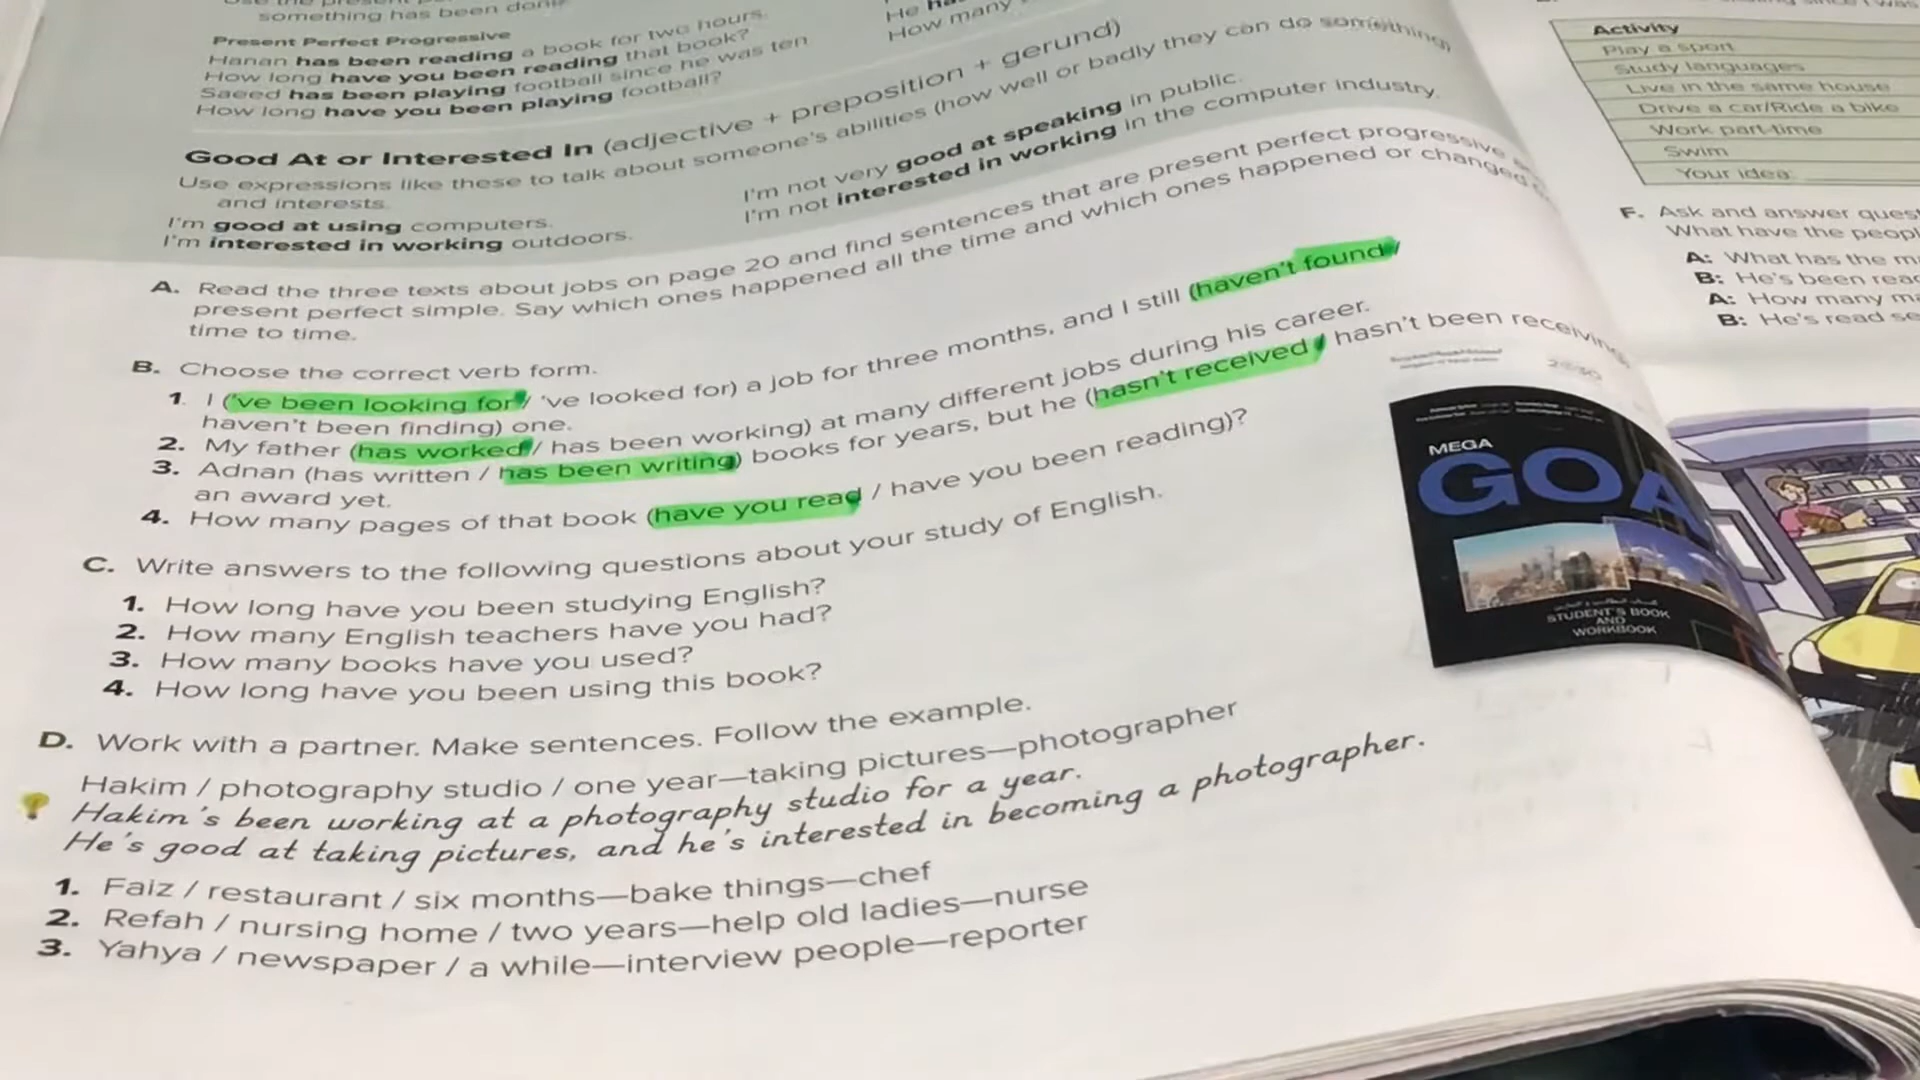 something has been done
Present Perfect Progressive
Hanan has been reading a book for two hours.
How long have you been reading that book?
Saeed has been playing football since he was ten
How long have you been playing football?
He
How many
Good At or Interested In (adjective + preposition + gerund)
Use expressions like these to talk about someone's abilities (how well or badly they can do something)
and interests.
I'm good at using computers.
I'm interested in working outdoors.
I'm not very good at speaking in public.
I'm not interested in working in the computer industry.
A. Read the three texts about jobs on page 20 and find sentences that are present perfect progressive
present perfect simple. Say which ones happened all the time and which ones happened or changed
time to time.
B. Choose the correct verb form.
1. I ('ve been looking for / 've looked for) a job for three months, and I still (haven't found /
haven't been finding) one.
2. My father (has worked / has been working) at many different jobs during his career.
3. Adnan (has written / has been writing) books for years, but he (hasn't received / hasn't been receiving
an award yet.
4. How many pages of that book (have you read / have you been reading)?
C. Write answers to the following questions about your study of English.
1. How long have you been studying English?
2. How many English teachers have you had?
3. How many books have you used?
4. How long have you been using this book?
D. Work with a partner. Make sentences. Follow the example.
Hakim / photography studio / one year—taking pictures—photographer
Hakim's been working at a photography studio for a year.
He's good at taking pictures, and he's interested in becoming a photographer.
1. Faiz / restaurant / six months—bake things—chef
2. Refah / nursing home / two years—help old ladies—nurse
3. Yahya / newspaper / a while—interview people—reporter
MEGA
GOA
STUDENT'S BOOK
AND
WORKBOOK
Activity
Play a sport
Study languages
Live in the same house
Drive a car/Ride a bike
Work part-time
Swim
Your idea:
F. Ask and answer
What have the
A: What has the
B: He's been
A: How many
B: He's read